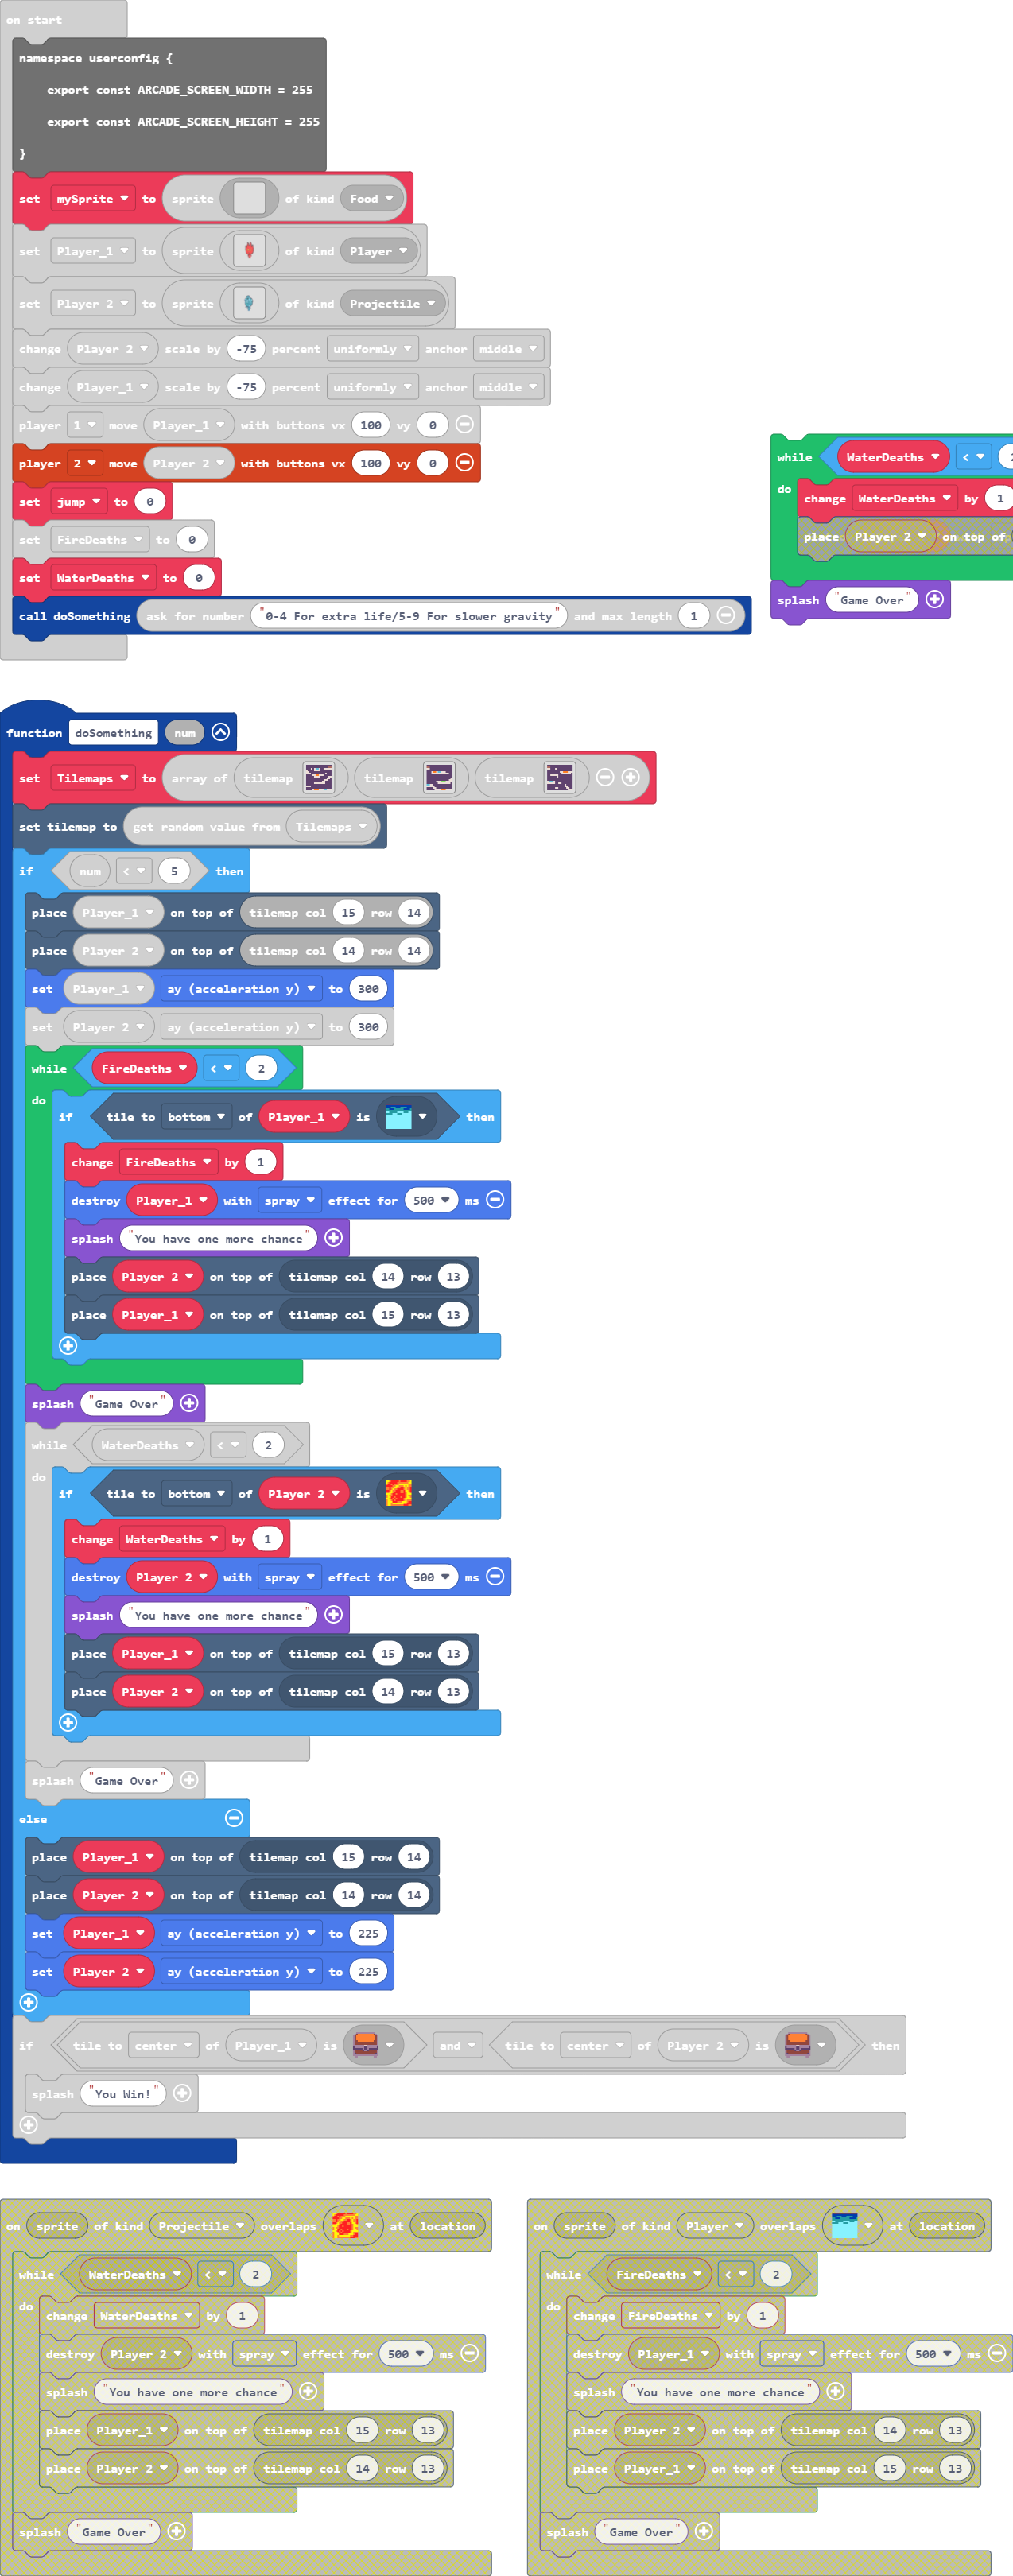 on start
namespace userconfig {
export const ARCADE_SCREEN_WIDTH = 255
export const ARCADE_SCREEN_HEIGHT = 255
}
set mySprite to sprite of kind Food
set Player_1 to sprite of kind Player
set Player 2 to sprite of kind Projectile
change Player 2 scale by -75 percent uniformly anchor middle
change Player_1 scale by -75 percent uniformly anchor middle
player 1 move Player_1 with buttons vx 100 vy 0
player 2 move Player 2 with buttons vx 100 vy 0
set jump to 0
set FireDeaths to 0
set WaterDeaths to 0
call doSomething ask for number "0-4 For extra life/5-9 For slower gravity" and max length 1
while WaterDeaths <
do
change WaterDeaths by 1
place Player 2 on top of
splash "Game Over"
function doSomething num
set Tilemaps to array of tilemap tilemap tilemap
set tilemap to get random value from Tilemaps
if num < 5 then
place Player_1 on top of tilemap col 15 row 14
place Player 2 on top of tilemap col 14 row 14
set Player_1 ay (acceleration y) to 300
set Player 2 ay (acceleration y) to 300
while FireDeaths < 2
do
if tile to bottom of Player_1 is then
change FireDeaths by 1
destroy Player_1 with spray effect for 500 ms
splash "You have one more chance"
place Player 2 on top of tilemap col 14 row 13
place Player_1 on top of tilemap col 15 row 13
splash "Game Over"
while WaterDeaths < 2
do
if tile to bottom of Player 2 is then
change WaterDeaths by 1
destroy Player 2 with spray effect for 500 ms
splash "You have one more chance"
place Player_1 on top of tilemap col 15 row 13
place Player 2 on top of tilemap col 14 row 13
splash "Game Over"
else
place Player_1 on top of tilemap col 15 row 14
place Player 2 on top of tilemap col 14 row 14
set Player_1 ay (acceleration y) to 225
set Player 2 ay (acceleration y) to 225
if tile to center of Player_1 is and tile to center of Player 2 is then
splash "You Win!"
on sprite of kind Projectile overlaps at location
while WaterDeaths < 2
do
change WaterDeaths by 1
destroy Player 2 with spray effect for 500 ms
splash "You have one more chance"
place Player_1 on top of tilemap col 15 row 13
place Player 2 on top of tilemap col 14 row 13
splash "Game Over"
on sprite of kind Player overlaps at location
while FireDeaths < 2
do
change FireDeaths by 1
destroy Player_1 with spray effect for 500 ms
splash "You have one more chance"
place Player 2 on top of tilemap col 14 row 13
place Player_1 on top of tilemap col 15 row 13
splash "Game Over"